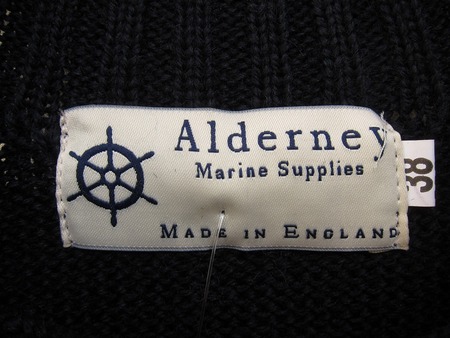 Alderney
Marine Supplies
MADE IN ENGLAND
38